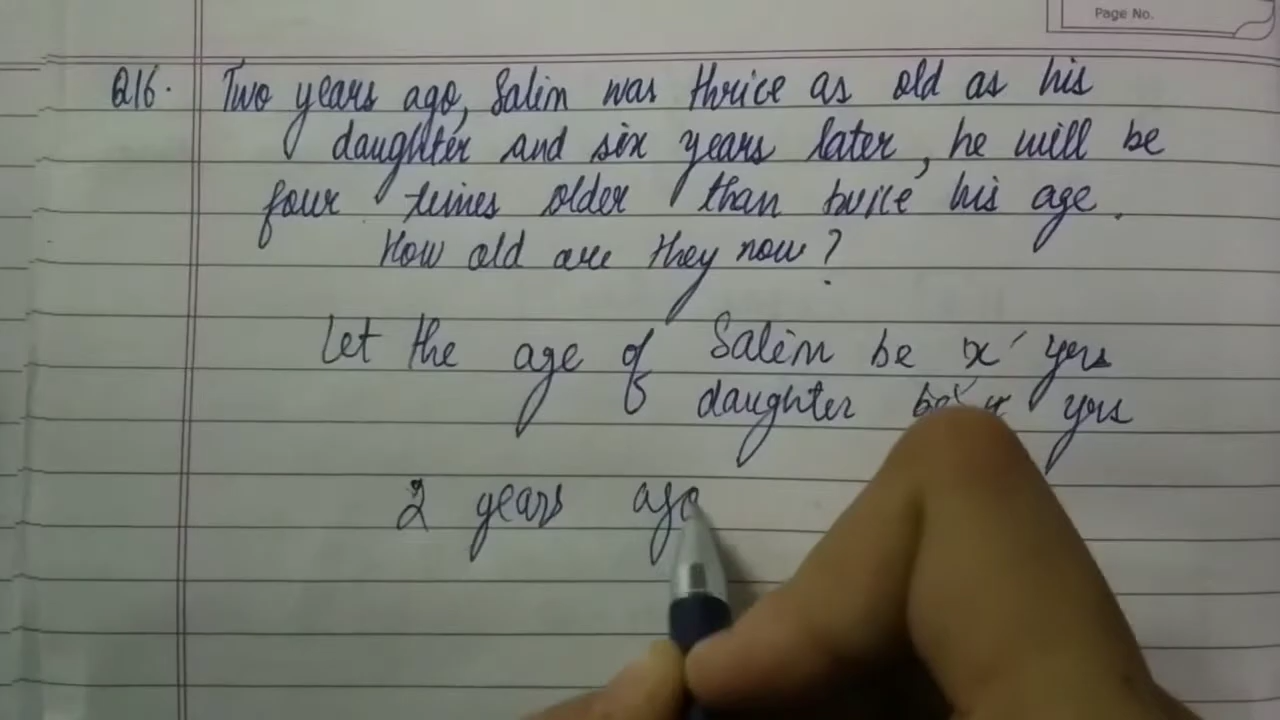 Page No.
Q16. Two years ago, Salim was thrice as old as his
daughter and six years later, he will be
four times older than twice his age.
How old are they now?
Let the age of Salim be x yrs
daughter be yrs
2 years ago